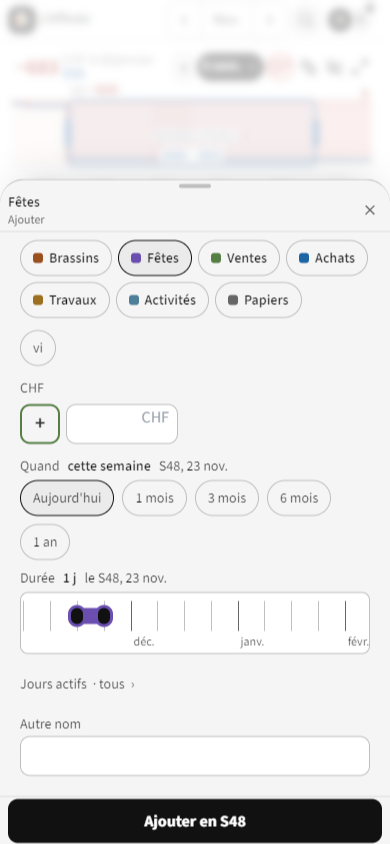 Fêtes
Ajouter
Brassins Fêtes Ventes Achats
Travaux Activités Papiers
vi
CHF
+ CHF
Quand cette semaine S48, 23 nov.
Aujourd'hui 1 mois 3 mois 6 mois
1 an
Durée 1 j le S48, 23 nov.
déc. janv. févr.
Jours actifs · tous ›
Autre nom
Ajouter en S48